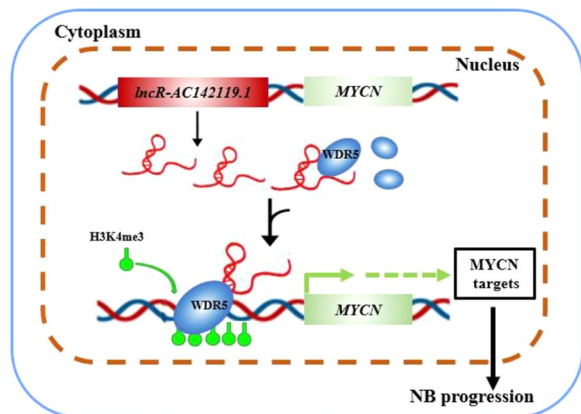 Cytoplasm
Nucleus
lncR-AC142119.1
MYCN
WDR5
H3K4me3
WDR5
MYCN
MYCN
targets
NB progression